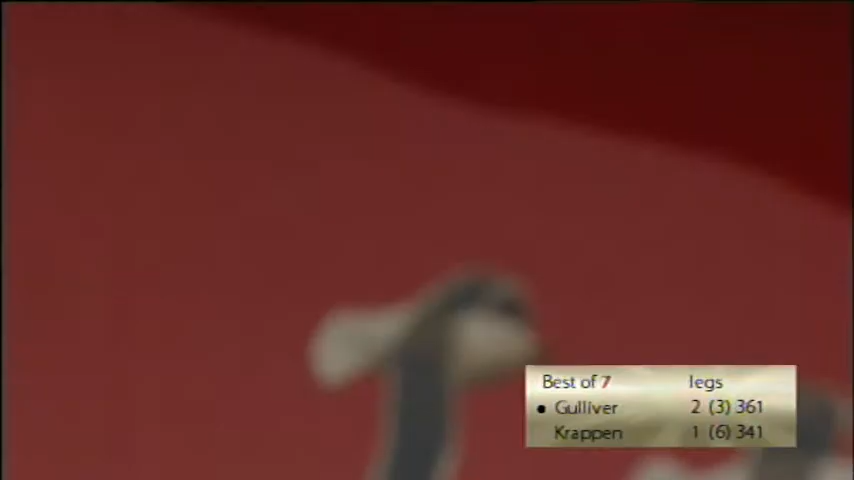 Best of 7 legs
• Gulliver 2 (3) 361
Krappen 1 (6) 341